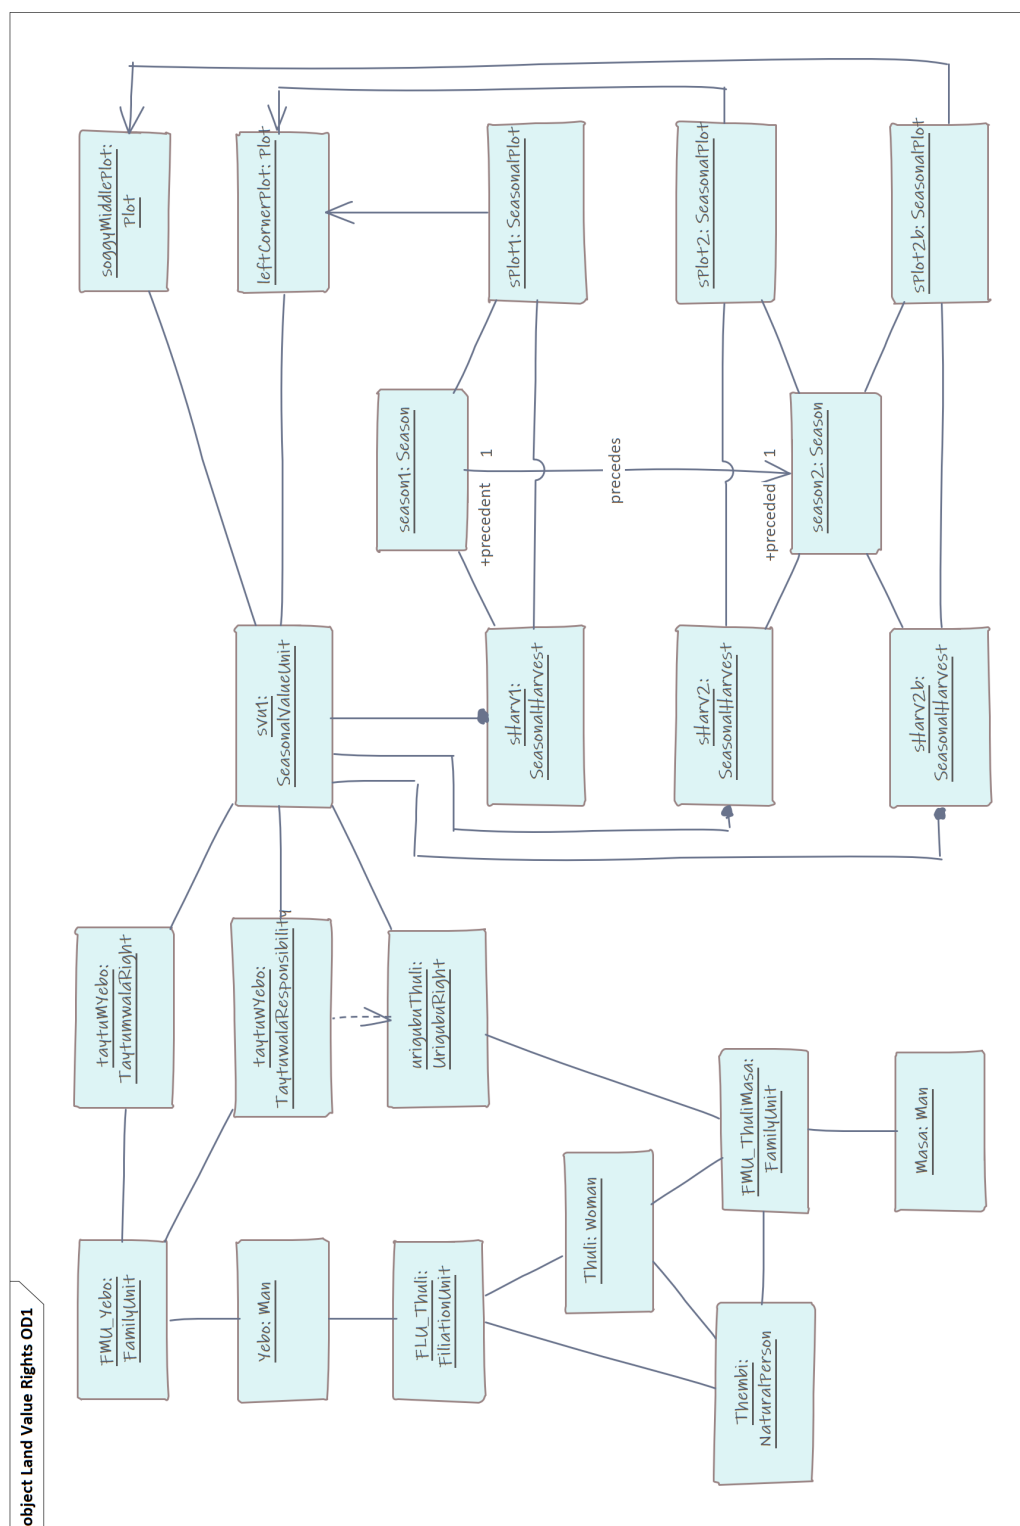 object Land Value Rights OD1
FMU_Yebo:
FamilyUnit
taytuMYebo:
TaytumwalaRight
soggyMiddlePlot:
Plot
Yebo: Man
taytuWYebo:
TaytuwalaResponsibility
svu1:
SeasonalValueUnit
leftCornerPlot: Plot
FLU_Thuli:
FiliationUnit
urigubuThuli:
UrigubuRight
season1: Season
+precedent 1
sHarv1:
SeasonalHarvest
sPlot1: SeasonalPlot
Thuli: Woman
precedes
Thembi:
NaturalPerson
FMU_ThuliMasa:
FamilyUnit
sHarv2:
SeasonalHarvest
sPlot2: SeasonalPlot
+preceded 1
season2: Season
Masa: Man
sHarv2b:
SeasonalHarvest
sPlot2b: SeasonalPlot